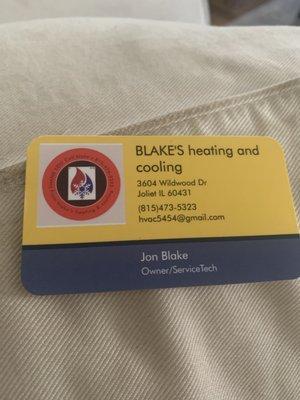 BLAKE'S heating and
cooling
3604 Wildwood Dr
Joliet IL 60431
(815)473-5323
hvac5454@gmail.com
Jon Blake
Owner/ServiceTech